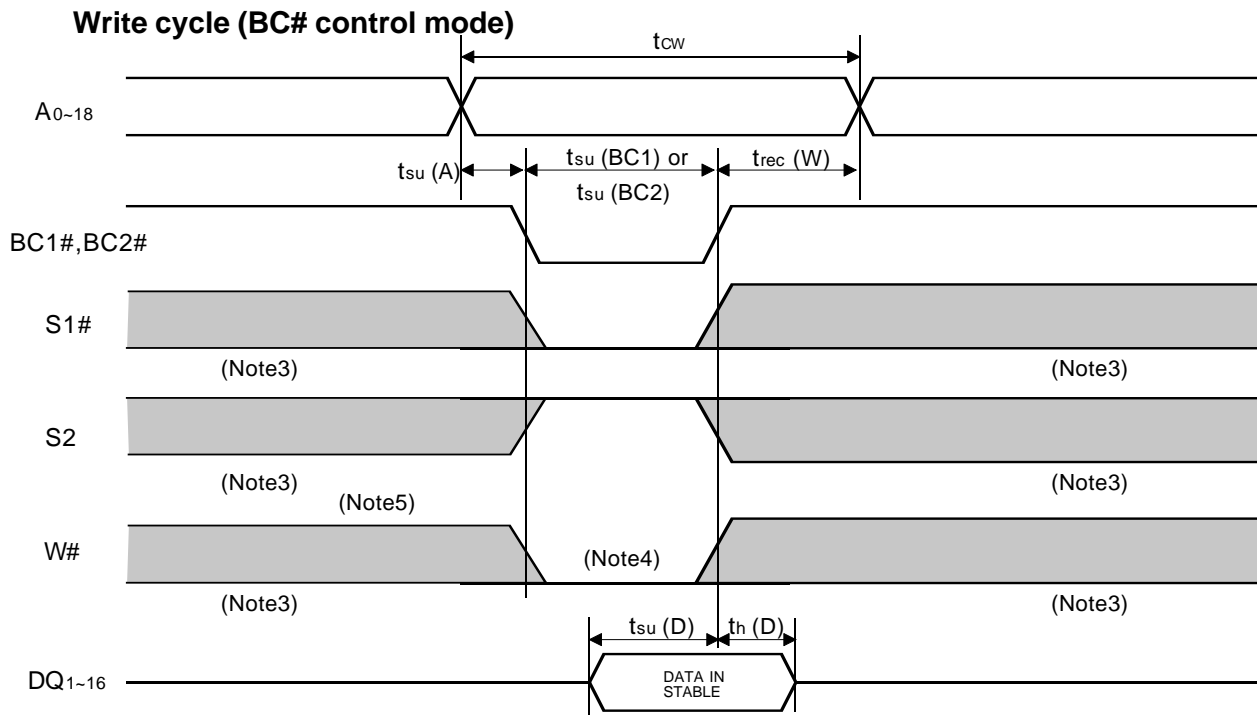 Write cycle (BC# control mode)
tCW
A0~18
tsu (A)
tsu (BC1) or
tsu (BC2)
trec (W)
BC1#,BC2#
S1#
(Note3)
(Note3)
S2
(Note3)
(Note3)
(Note5)
W#
(Note4)
(Note3)
(Note3)
tsu (D)
th (D)
DQ1~16
DATA IN
STABLE